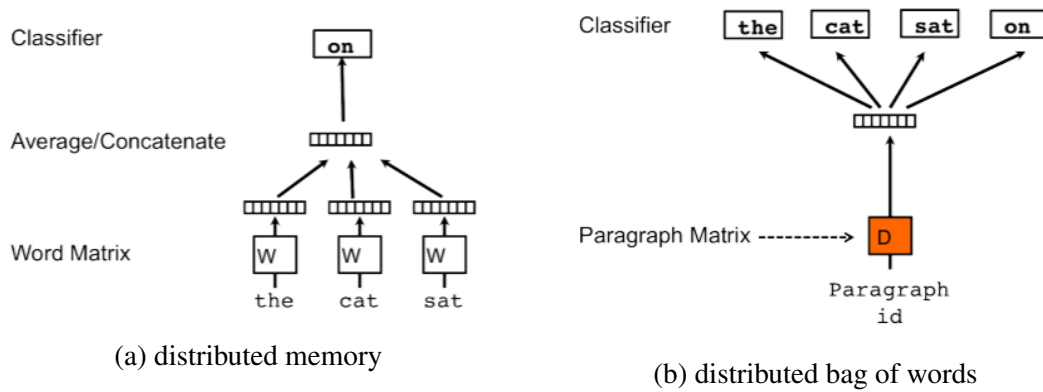 Classifier
on
Average/Concatenate
Word Matrix
W W W
the cat sat
(a) distributed memory
Classifier
the cat sat on
Paragraph Matrix
D
Paragraph
id
(b) distributed bag of words